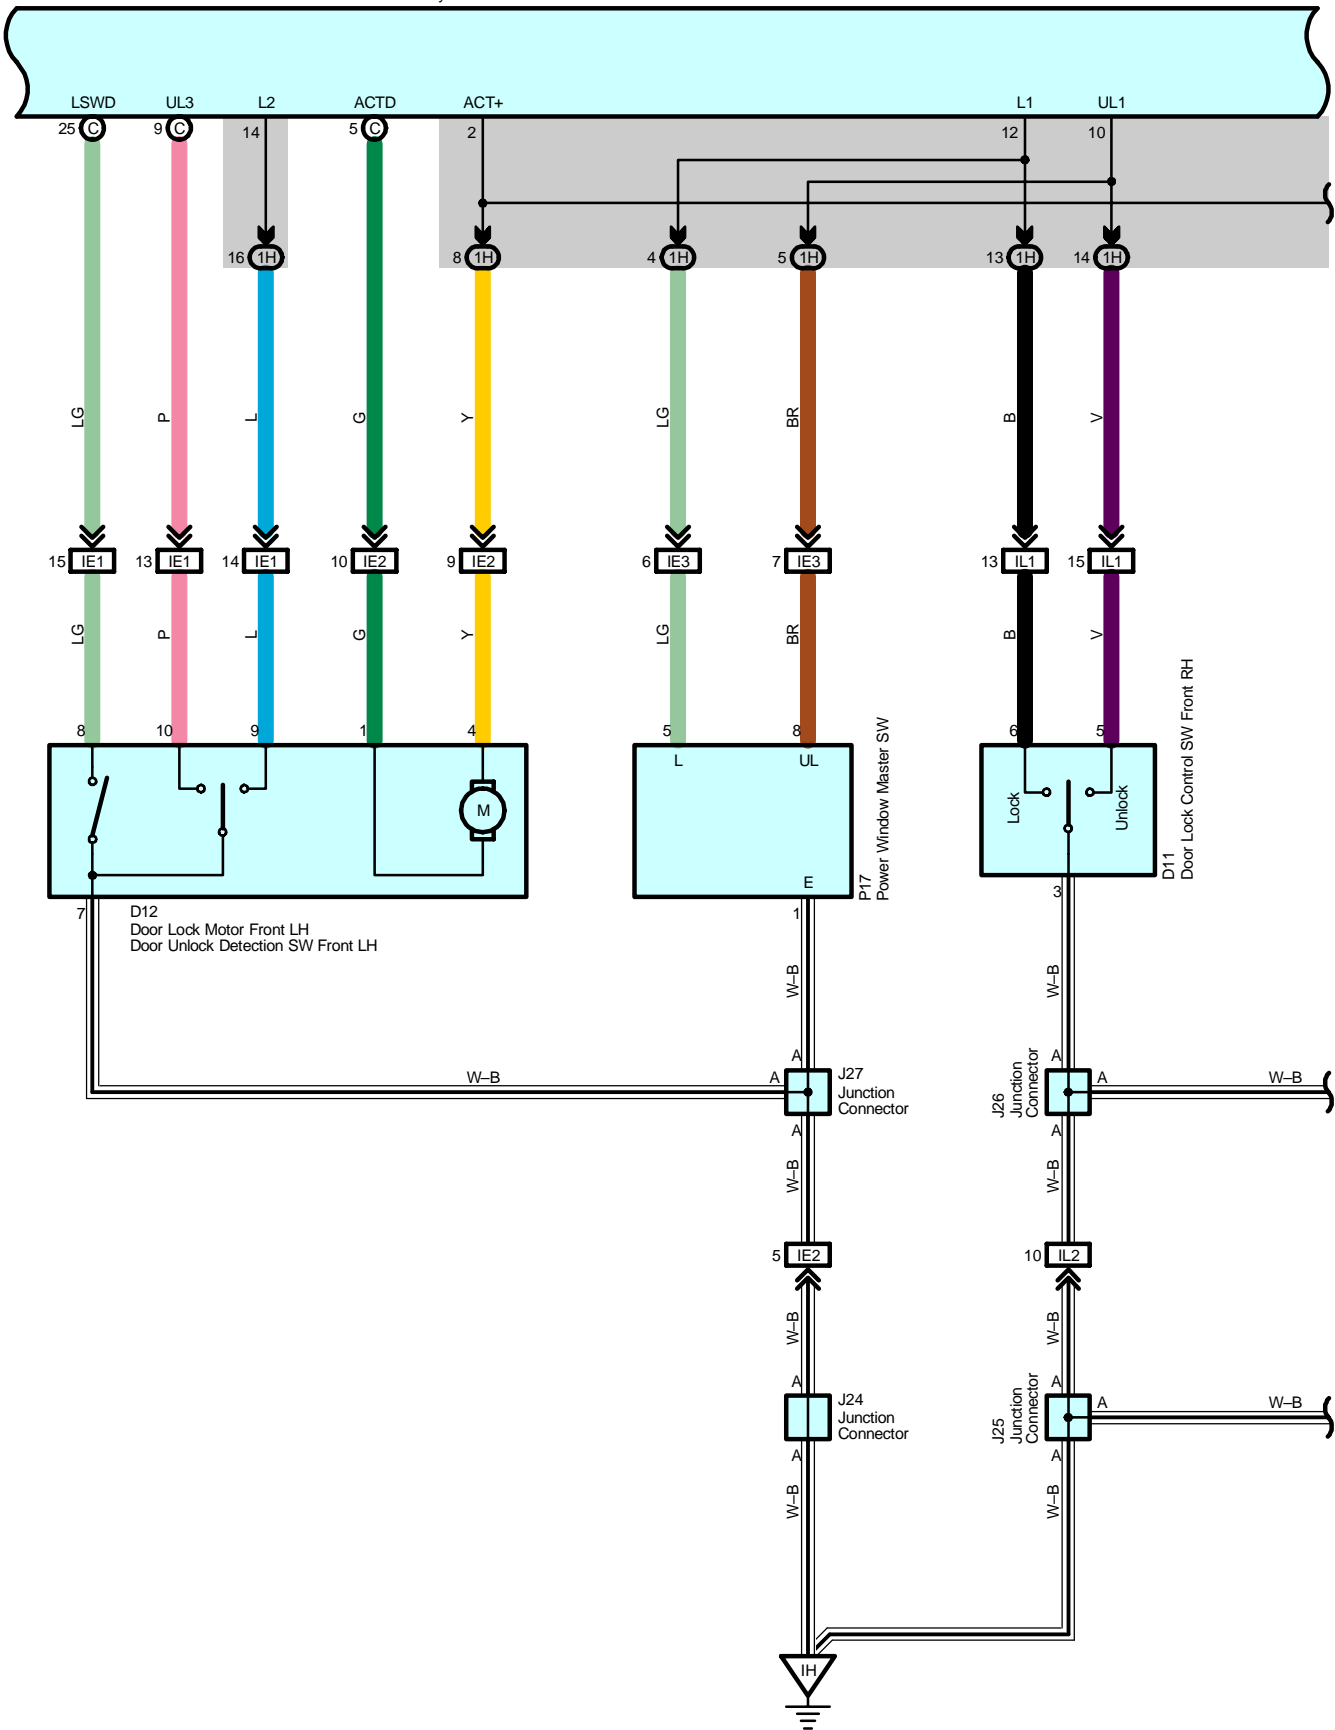 LSWD UL3 L2 ACTD ACT+ L1 UL1
25 C 9 C 14 5 C 2 12 10
16 1H 8 1H 4 1H 5 1H 13 1H 14 1H
LG P L G Y LG BR B V
15 IE1 13 IE1 14 IE1 10 IE2 9 IE2 6 IE3 7 IE3 13 IL1 15 IL1
LG P L G Y LG BR B V
8 10 9 1 4 5 8 6 5
L UL
M
Lock
Unlock
E
P17
Power Window Master SW
D11
Door Lock Control SW Front RH
7 1 3
D12
Door Lock Motor Front LH
Door Unlock Detection SW Front LH
W–B W–B
A A
W–B A A W–B
J27
Junction
Connector
J26
Junction
Connector
A A
W–B W–B
5 IE2 10 IL2
W–B W–B
A A
J24
Junction
Connector
J25
Junction
Connector
A W–B
A A
W–B W–B
IH